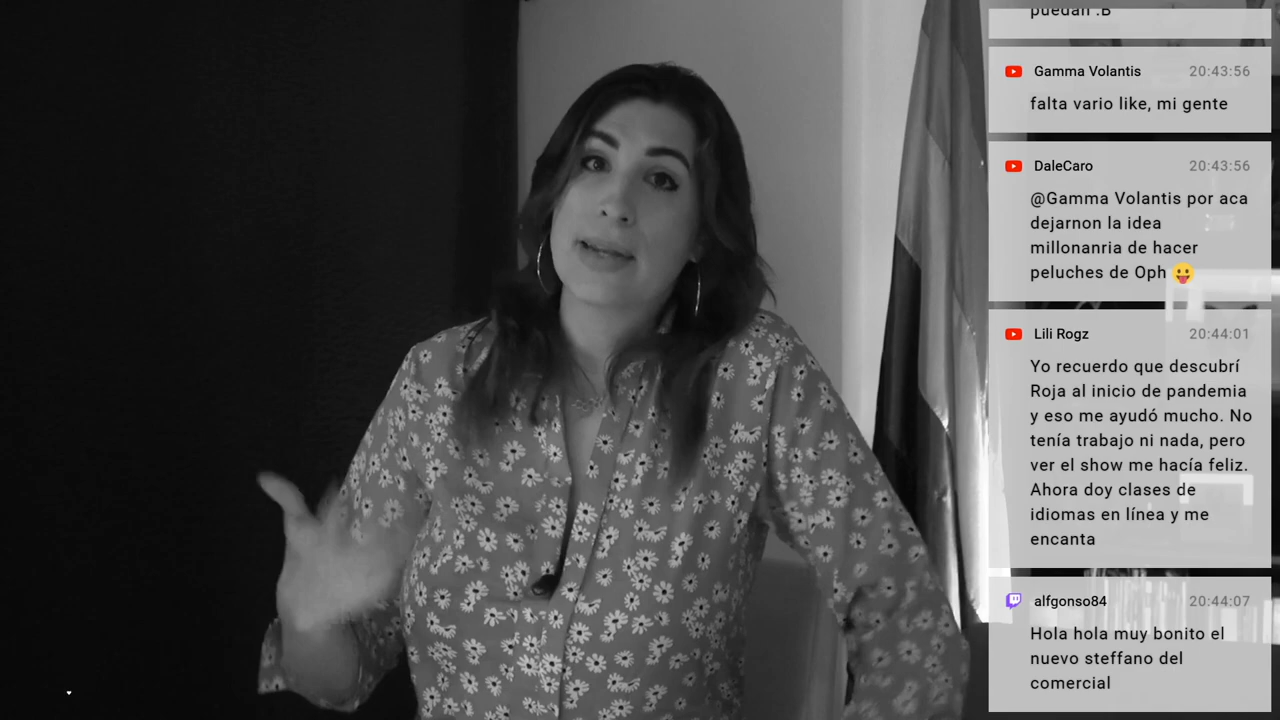 puedan :B
Gamma Volantis 20:43:56
falta vario like, mi gente
DaleCaro 20:43:56
@Gamma Volantis por aca
dejarnon la idea
millonanria de hacer
peluches de Oph 😛
Lili Rogz 20:44:01
Yo recuerdo que descubrí
Roja al inicio de pandemia
y eso me ayudó mucho. No
tenía trabajo ni nada, pero
ver el show me hacía feliz.
Ahora doy clases de
idiomas en línea y me
encanta
alfgonso84 20:44:07
Hola hola muy bonito el
nuevo steffano del
comercial